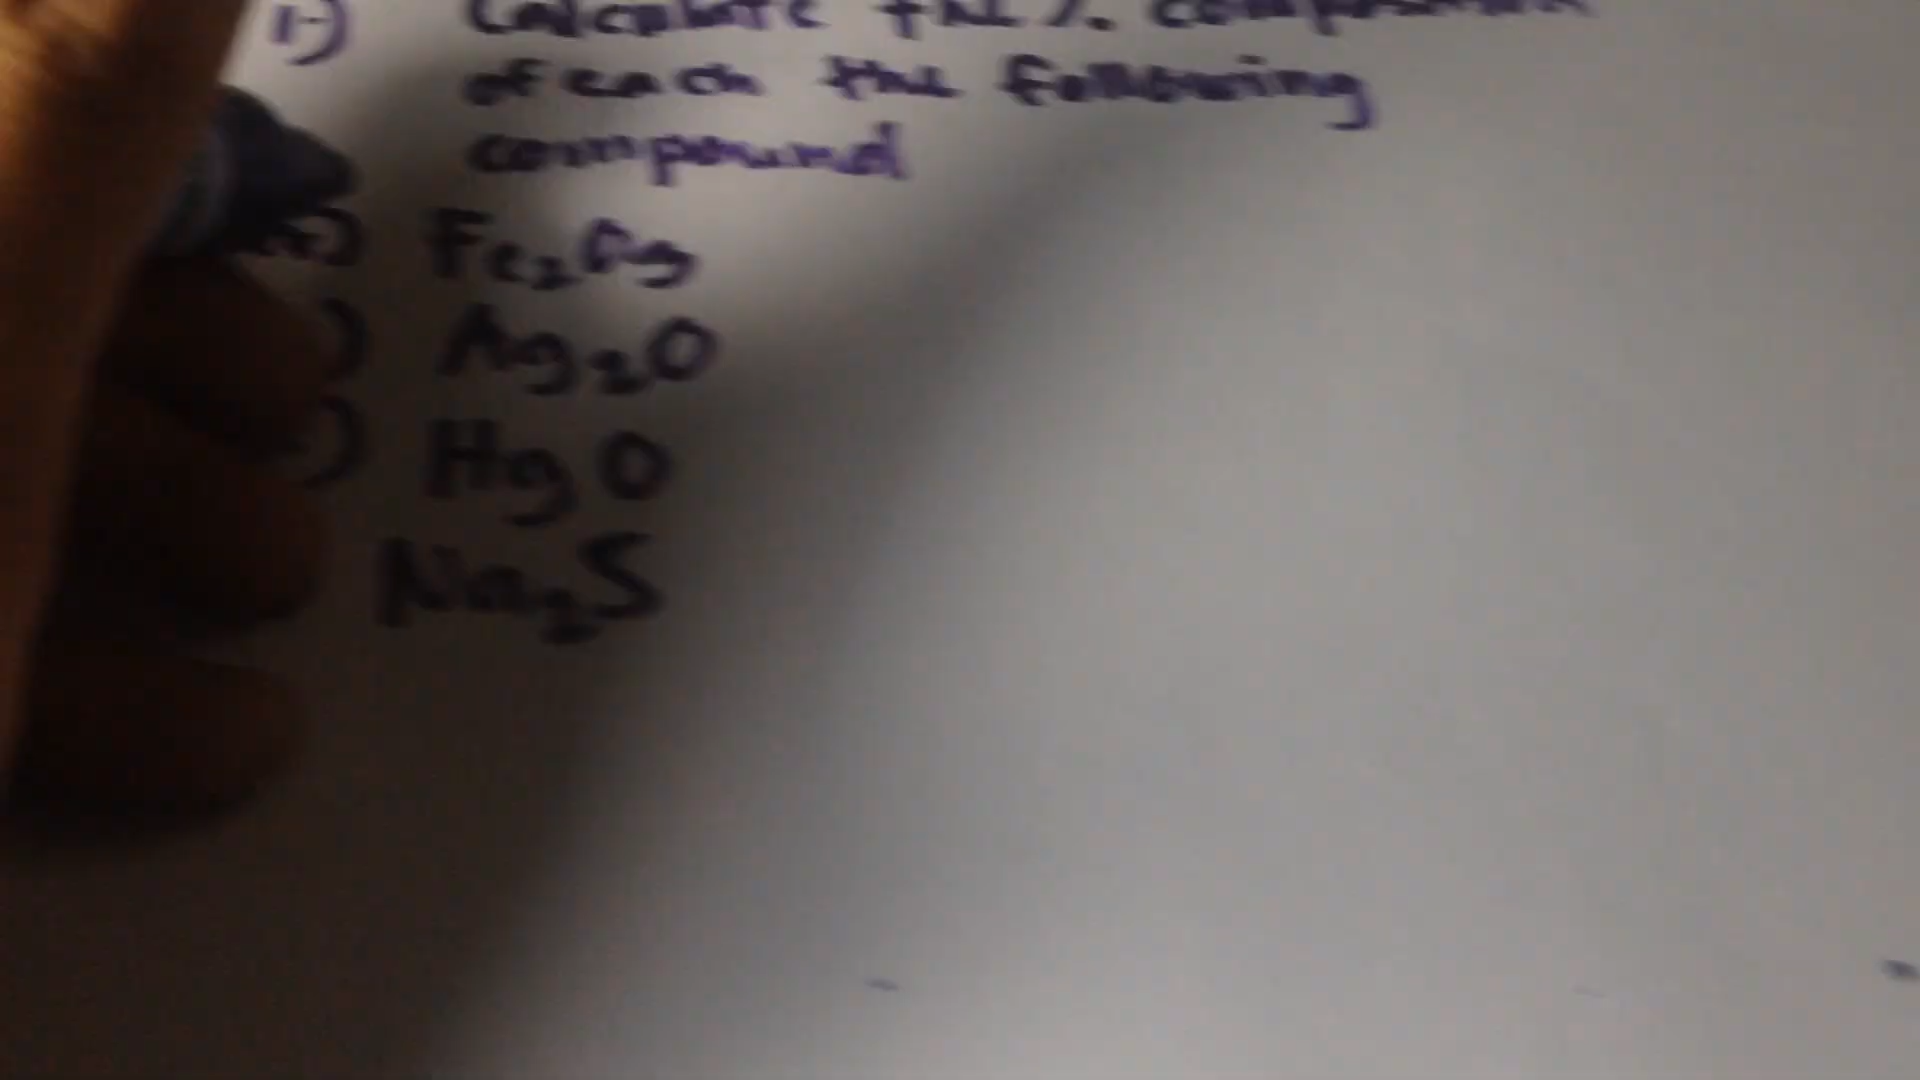 1-) Calculate the %. composition
of each the following
compound
) Fe₂O₃
) Ag₂O
) HgO
Na₂S